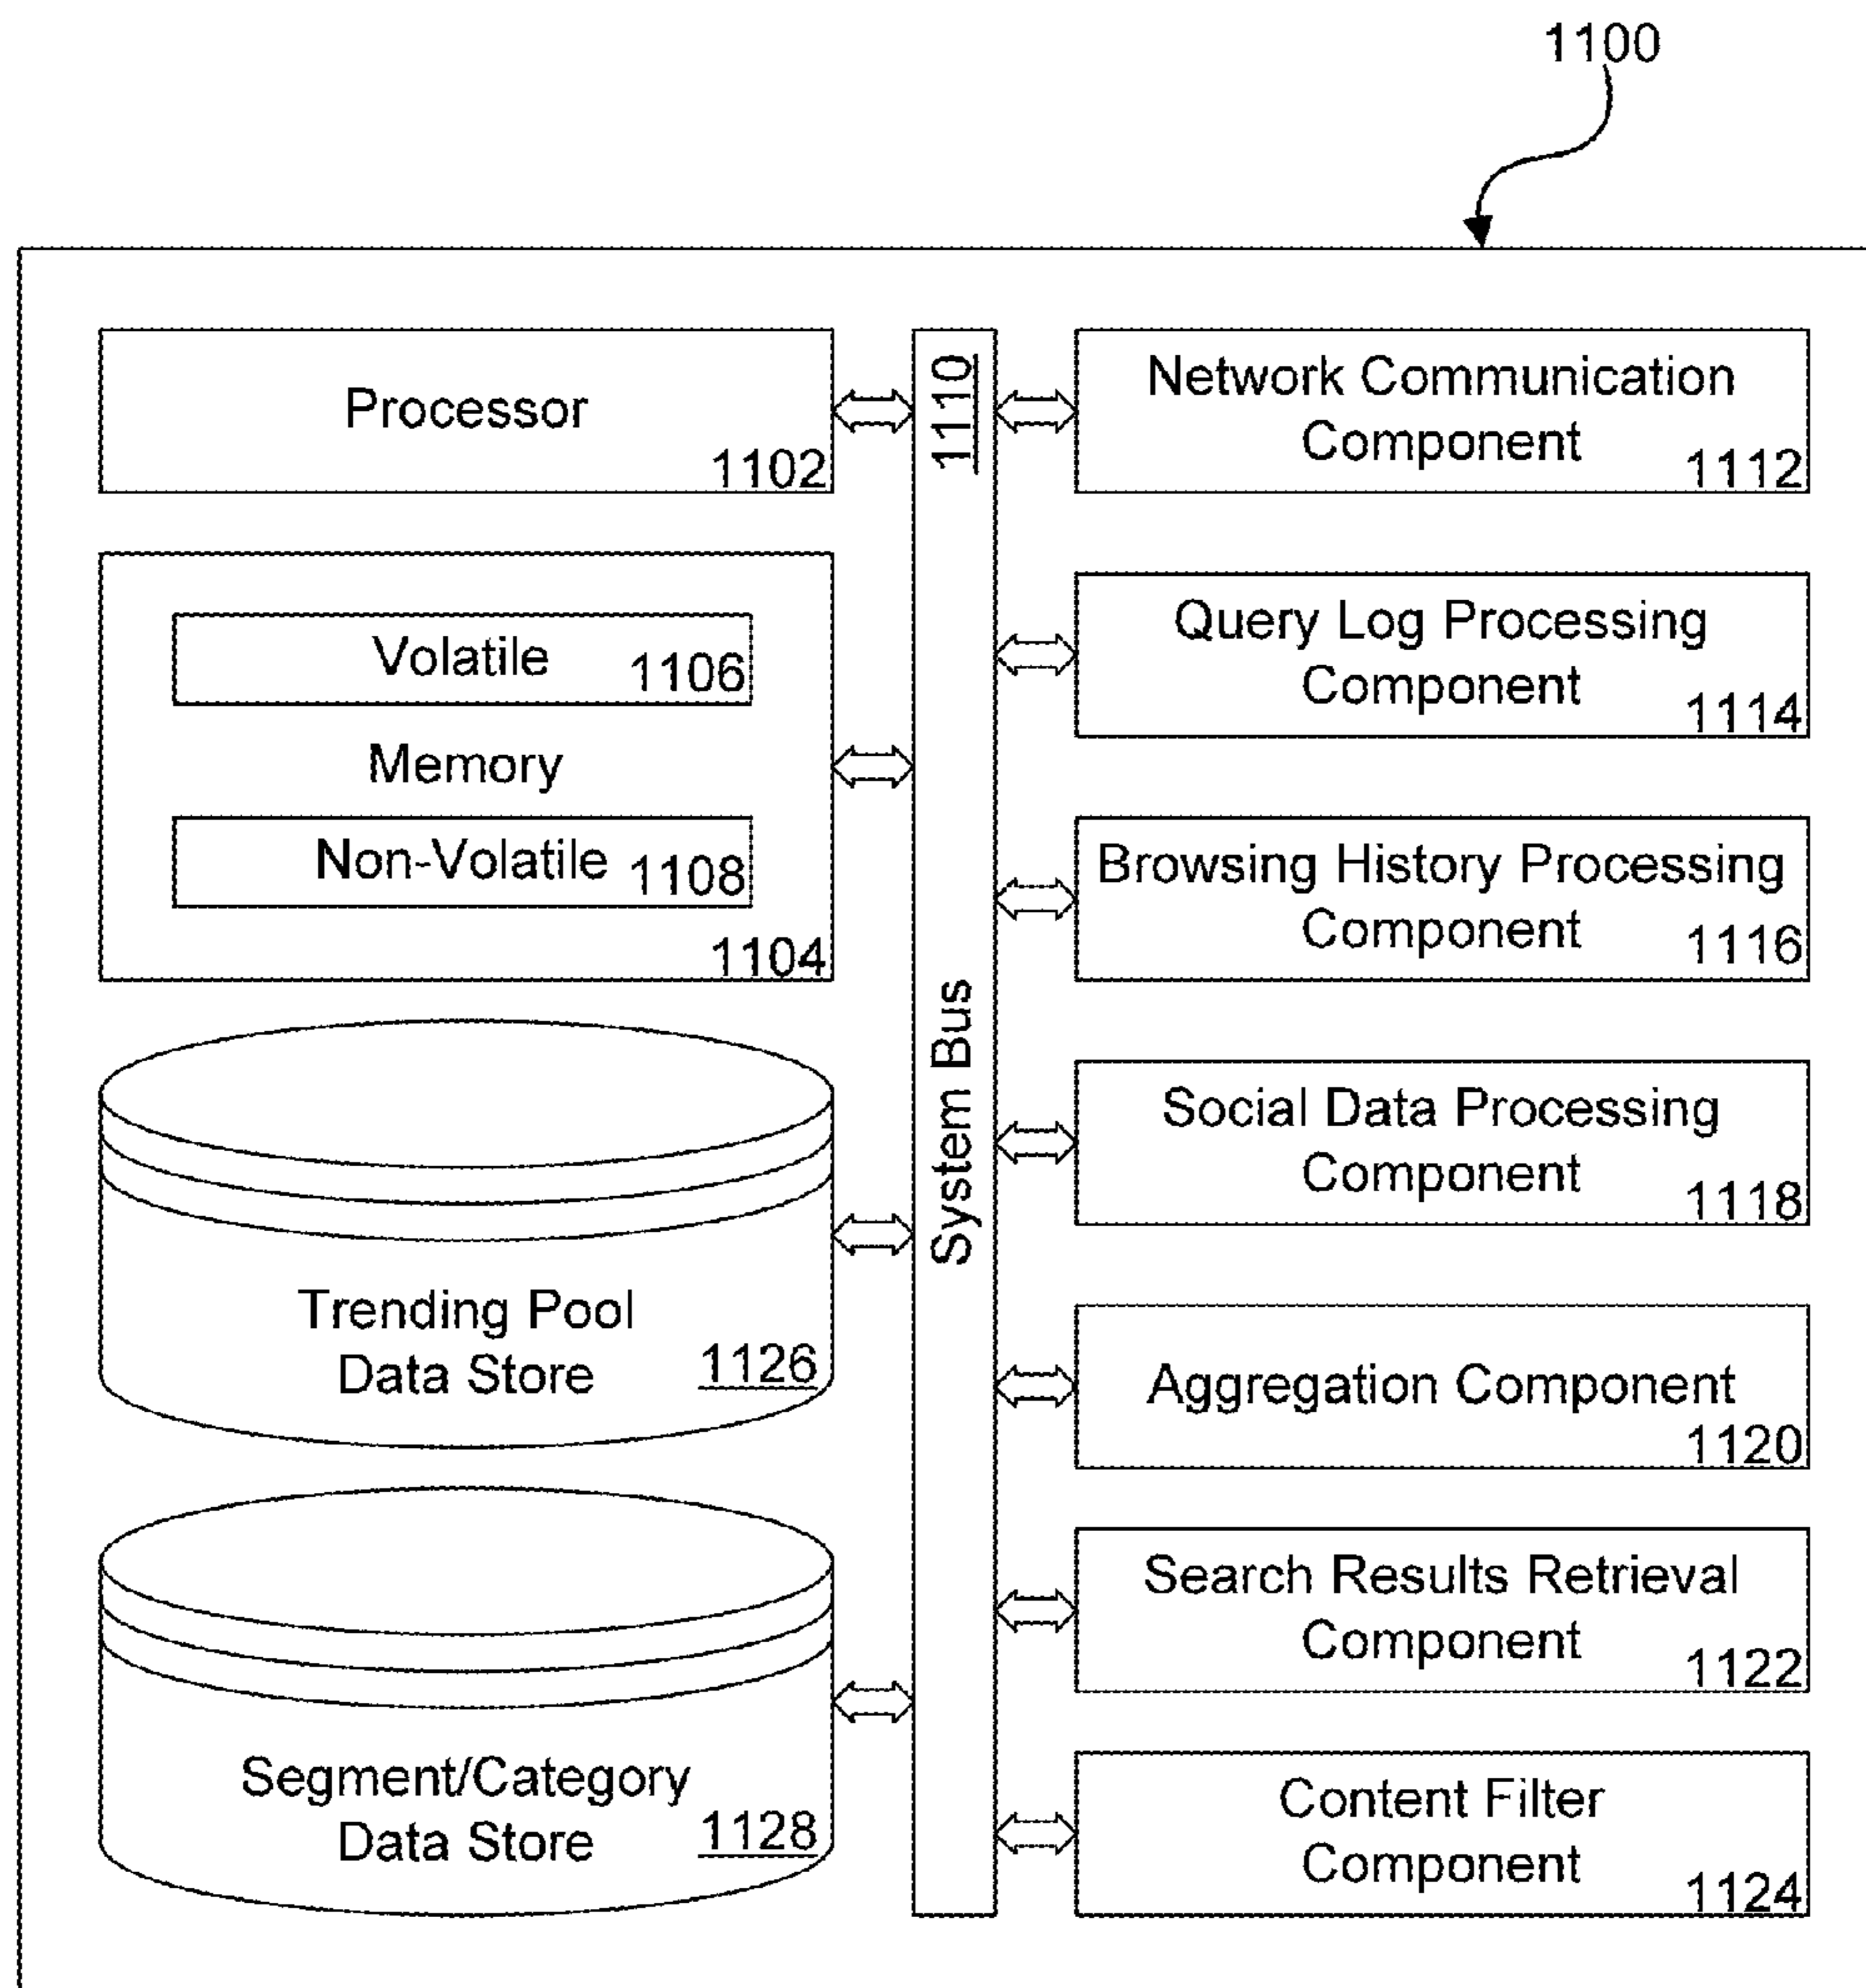 1100
Processor
1102
Volatile
1106
Memory
Non-Volatile
1108
1104
Trending Pool
Data Store
1126
Segment/Category
Data Store
1128
1110
System Bus
Network Communication
Component
1112
Query Log Processing
Component
1114
Browsing History Processing
Component
1116
Social Data Processing
Component
1118
Aggregation Component
1120
Search Results Retrieval
Component
1122
Content Filter
Component
1124